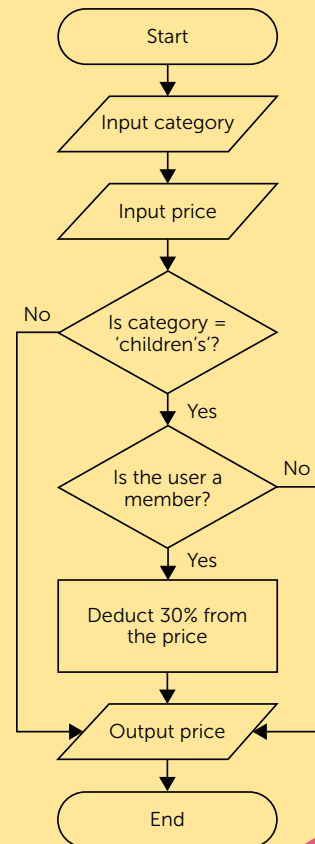 Start
Input category
Input price
Is category =
‘children’s’?
No
Yes
Is the user a
member?
No
Yes
Deduct 30% from
the price
Output price
End